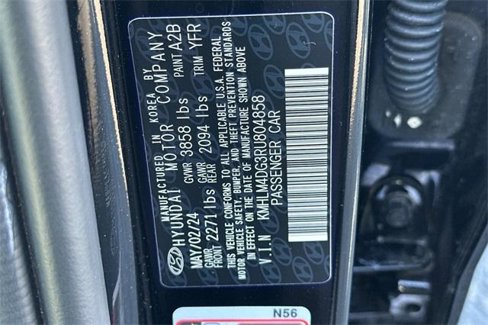 MANUFACTURED IN KOREA BY
HYUNDAI MOTOR COMPANY
MAY/02/24 GVWR 3858 lbs PAINT A2B
GAWR FRONT 2271 lbs GAWR REAR 2094 lbs TRIM YFR
THIS VEHICLE CONFORMS TO ALL APPLICABLE U.S.A. FEDERAL
MOTOR VEHICLE SAFETY, BUMPER, AND THEFT PREVENTION STANDARDS
IN EFFECT ON THE DATE OF MANUFACTURE SHOWN ABOVE
V.I.N KMHLM4DG3RU804858
PASSENGER CAR
N56